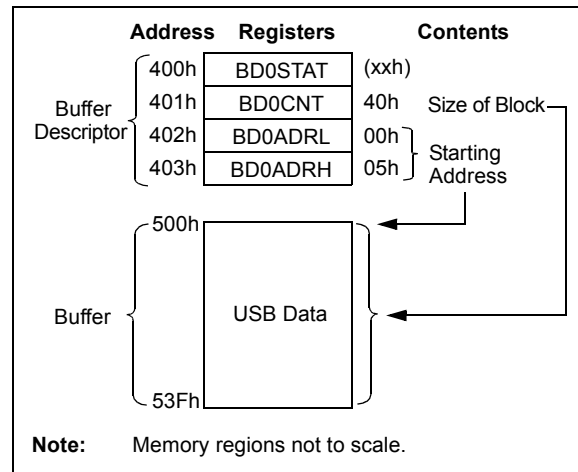 Address Registers Contents
400h BD0STAT (xxh)
401h BD0CNT 40h Size of Block
Buffer Descriptor
402h BD0ADRL 00h
403h BD0ADRH 05h
Starting Address
500h
Buffer USB Data
53Fh
Note: Memory regions not to scale.